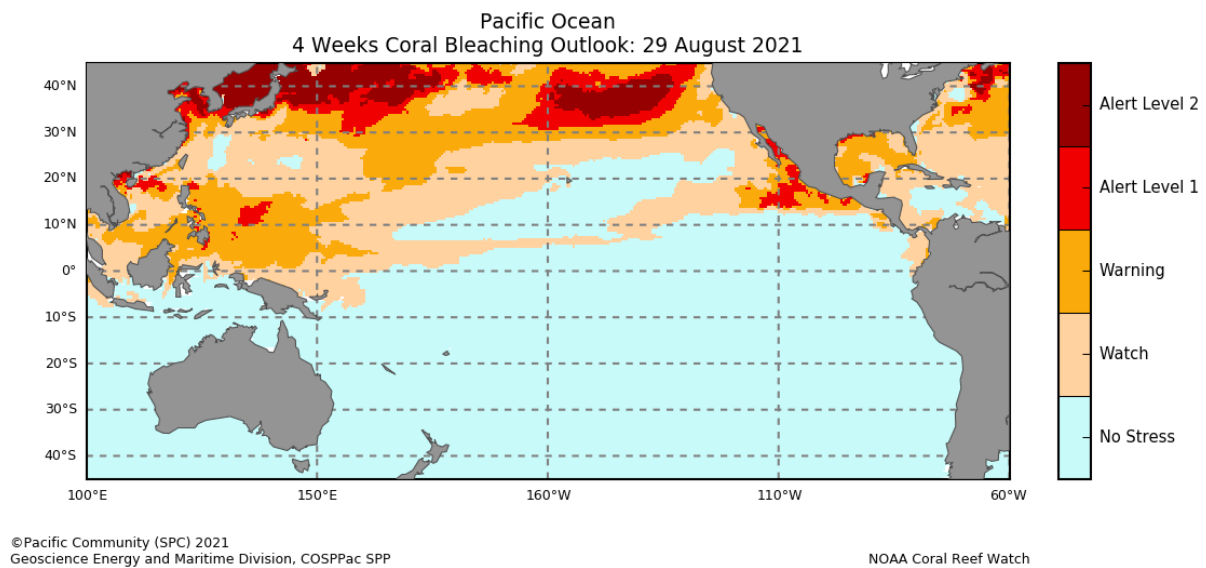 Pacific Ocean
4 Weeks Coral Bleaching Outlook: 29 August 2021
40°N
30°N
20°N
10°N
0°
10°S
20°S
30°S
40°S
100°E
150°E
160°W
110°W
60°W
Alert Level 2
Alert Level 1
Warning
Watch
No Stress
©Pacific Community (SPC) 2021
Geoscience Energy and Maritime Division, COSPPac SPP
NOAA Coral Reef Watch